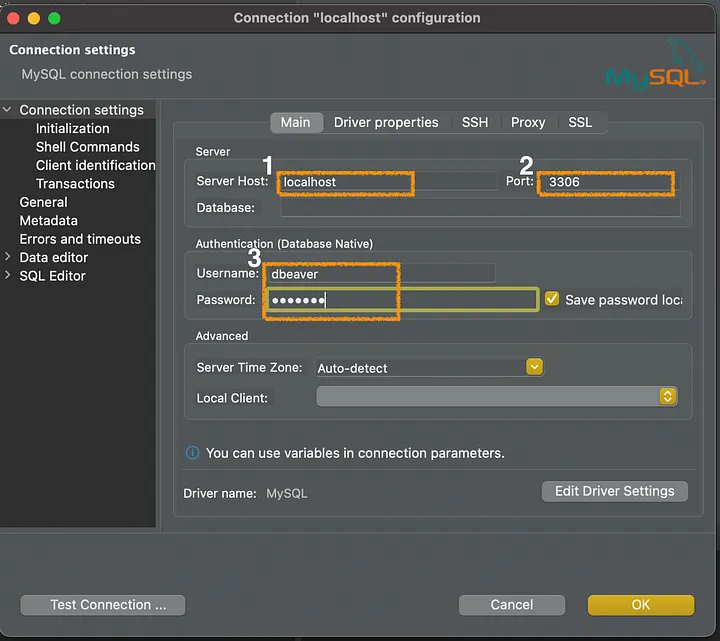 Connection "localhost" configuration
Connection settings
MySQL connection settings
MySQL
Connection settings
Initialization
Shell Commands
Client identification
Transactions
General
Metadata
Errors and timeouts
Data editor
SQL Editor
Main Driver properties SSH Proxy SSL
Server
1 2
Server Host: localhost Port: 3306
Database:
Authentication (Database Native)
3
Username: dbeaver
Password: ••••••• Save password loca
Advanced
Server Time Zone: Auto-detect
Local Client:
You can use variables in connection parameters.
Driver name: MySQL Edit Driver Settings
Test Connection ... Cancel OK